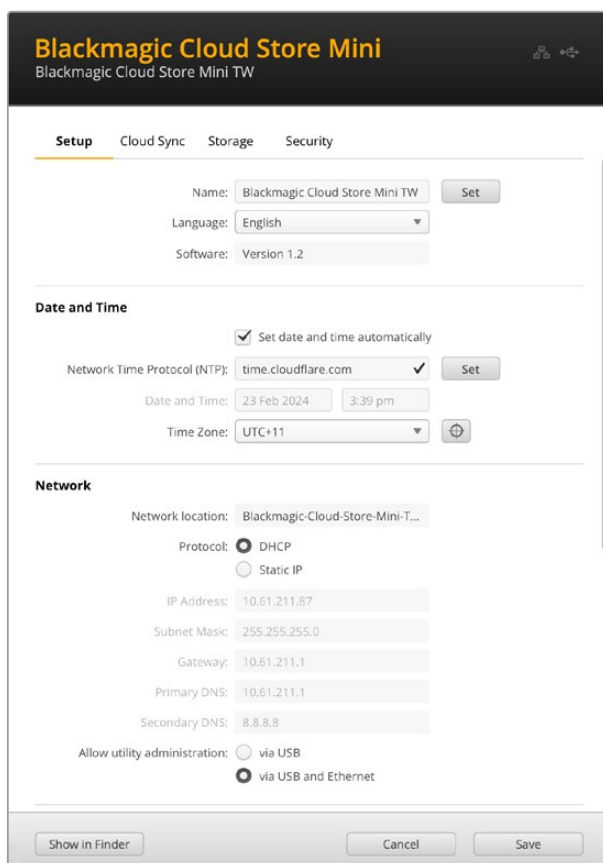 Blackmagic Cloud Store Mini
Blackmagic Cloud Store Mini TW
Setup Cloud Sync Storage Security
Name: Blackmagic Cloud Store Mini TW Set
Language: English
Software: Version 1.2
Date and Time
Set date and time automatically
Network Time Protocol (NTP): time.cloudflare.com Set
Date and Time: 23 Feb 2024 3:39 pm
Time Zone: UTC+11
Network
Network location: Blackmagic-Cloud-Store-Mini-T...
Protocol: DHCP
Static IP
IP Address: 10.61.211.87
Subnet Mask: 255.255.255.0
Gateway: 10.61.211.1
Primary DNS: 10.61.211.1
Secondary DNS: 8.8.8.8
Allow utility administration: via USB
via USB and Ethernet
Show in Finder Cancel Save